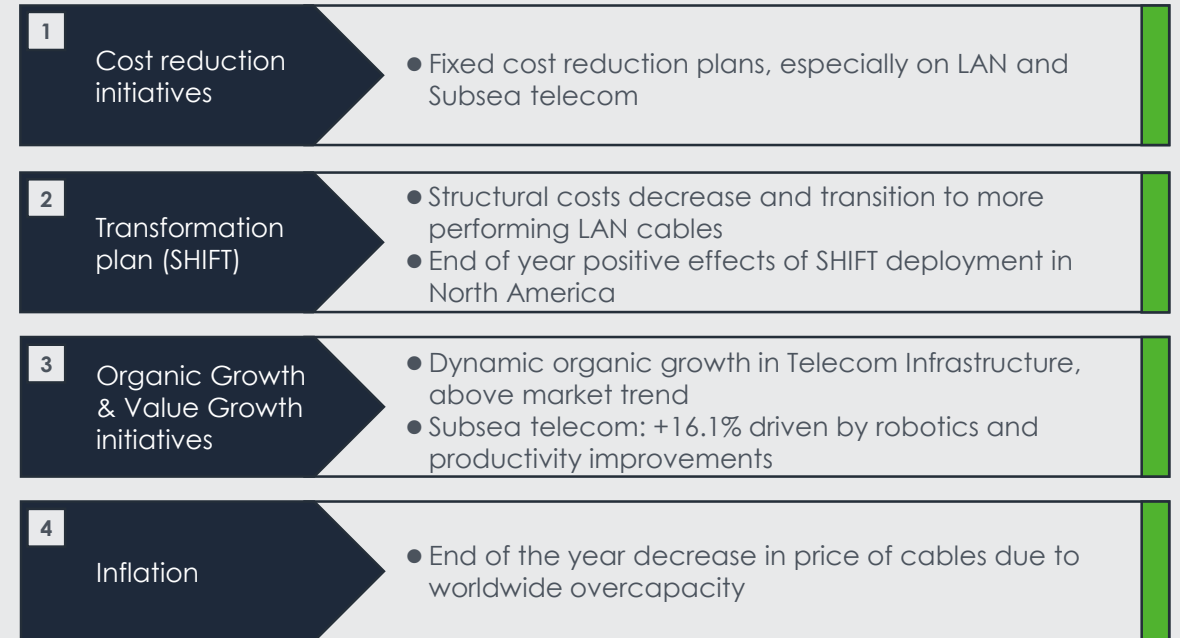 1
Cost reduction
initiatives
● Fixed cost reduction plans, especially on LAN and
Subsea telecom
2
Transformation
plan (SHIFT)
● Structural costs decrease and transition to more
performing LAN cables
● End of year positive effects of SHIFT deployment in
North America
3
Organic Growth
& Value Growth
initiatives
● Dynamic organic growth in Telecom Infrastructure,
above market trend
● Subsea telecom: +16.1% driven by robotics and
productivity improvements
4
Inflation
● End of the year decrease in price of cables due to
worldwide overcapacity